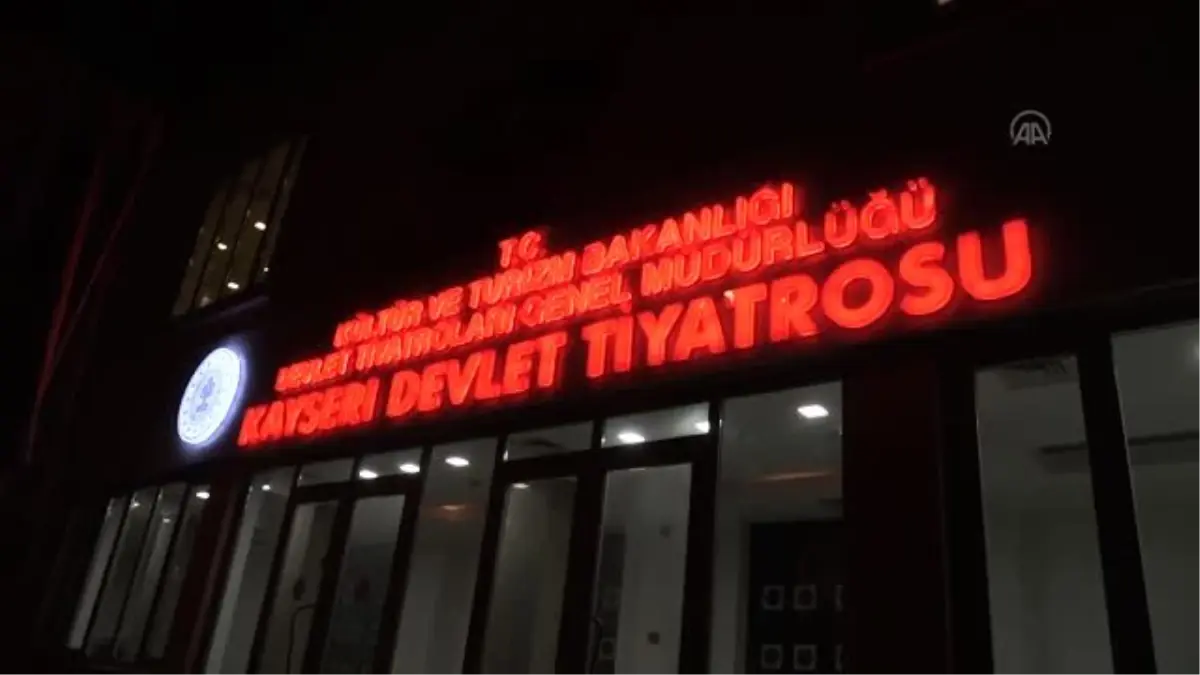 T.C.
KÜLTÜR VE TURİZM BAKANLIĞI
DEVLET TİYATROLARI GENEL MÜDÜRLÜĞÜ
KAYSERİ DEVLET TİYATROSU
AA